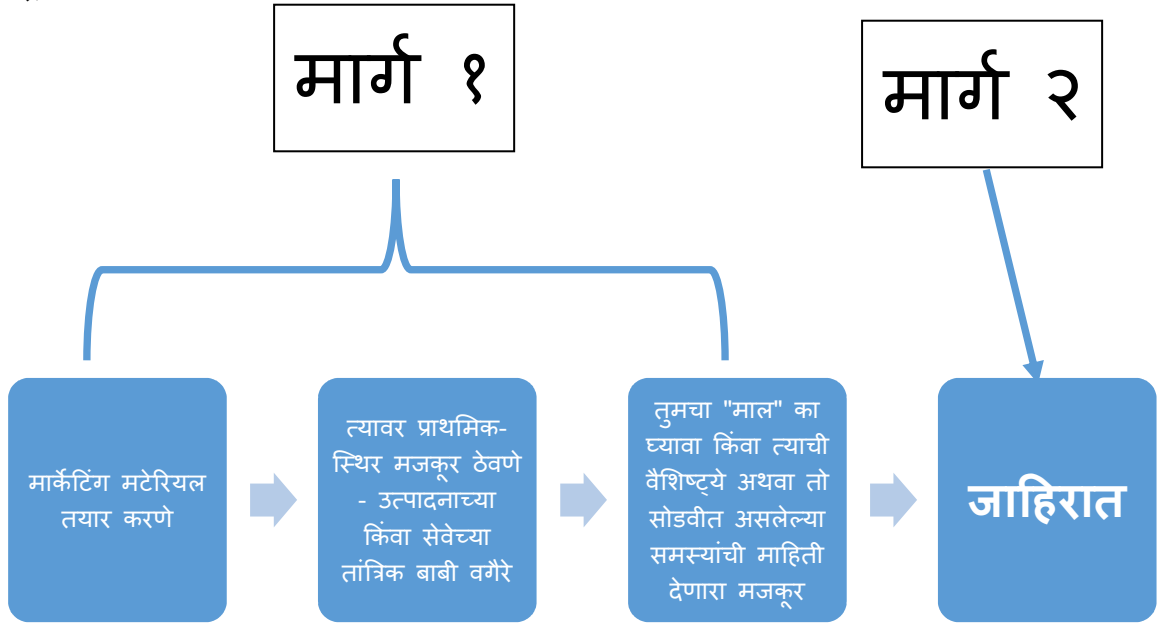 मार्ग १
मार्ग २
मार्केटिंग मटेरियल
तयार करणे
त्यावर प्राथमिक-
स्थिर मजकूर ठेवणे
- उत्पादनाच्या
किंवा सेवेच्या
तांत्रिक बाबी वगैरे
तुमचा "माल" का
घ्यावा किंवा त्याची
वैशिष्ट्ये अथवा तो
सोडवीत असलेल्या
समस्यांची माहिती
देणारा मजकूर
जाहिरात